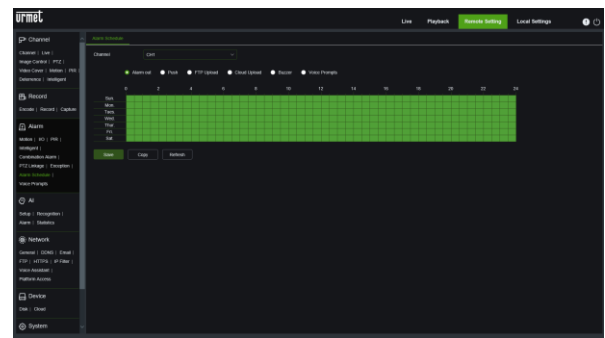 urmet
Live Playback Remote Setting Local Settings
Channel
Channel | Live |
Image Control | PTZ |
Video Cover | Motion | PIR |
Deterrence | Intelligent
Record
Encode | Record | Capture
Alarm
Motion | I/O | PIR |
Intelligent |
Combination Alarm |
PTZ Linkage | Exception |
Alarm Schedule |
Voice Prompts
AI
Setup | Recognition |
Alarm | Statistics
Network
General | DDNS | Email |
FTP | HTTPS | IP Filter |
Voice Assistant |
Platform Access
Device
Disk | Cloud
System
Alarm Schedule
Channel CH1
Alarm out Push FTP Upload Cloud Upload Buzzer Voice Prompts
0 2 4 6 8 10 12 14 16 18 20 22 24
Sun
Mon
Tues
Wed
Thur
Fri
Sat
Save Copy Refresh